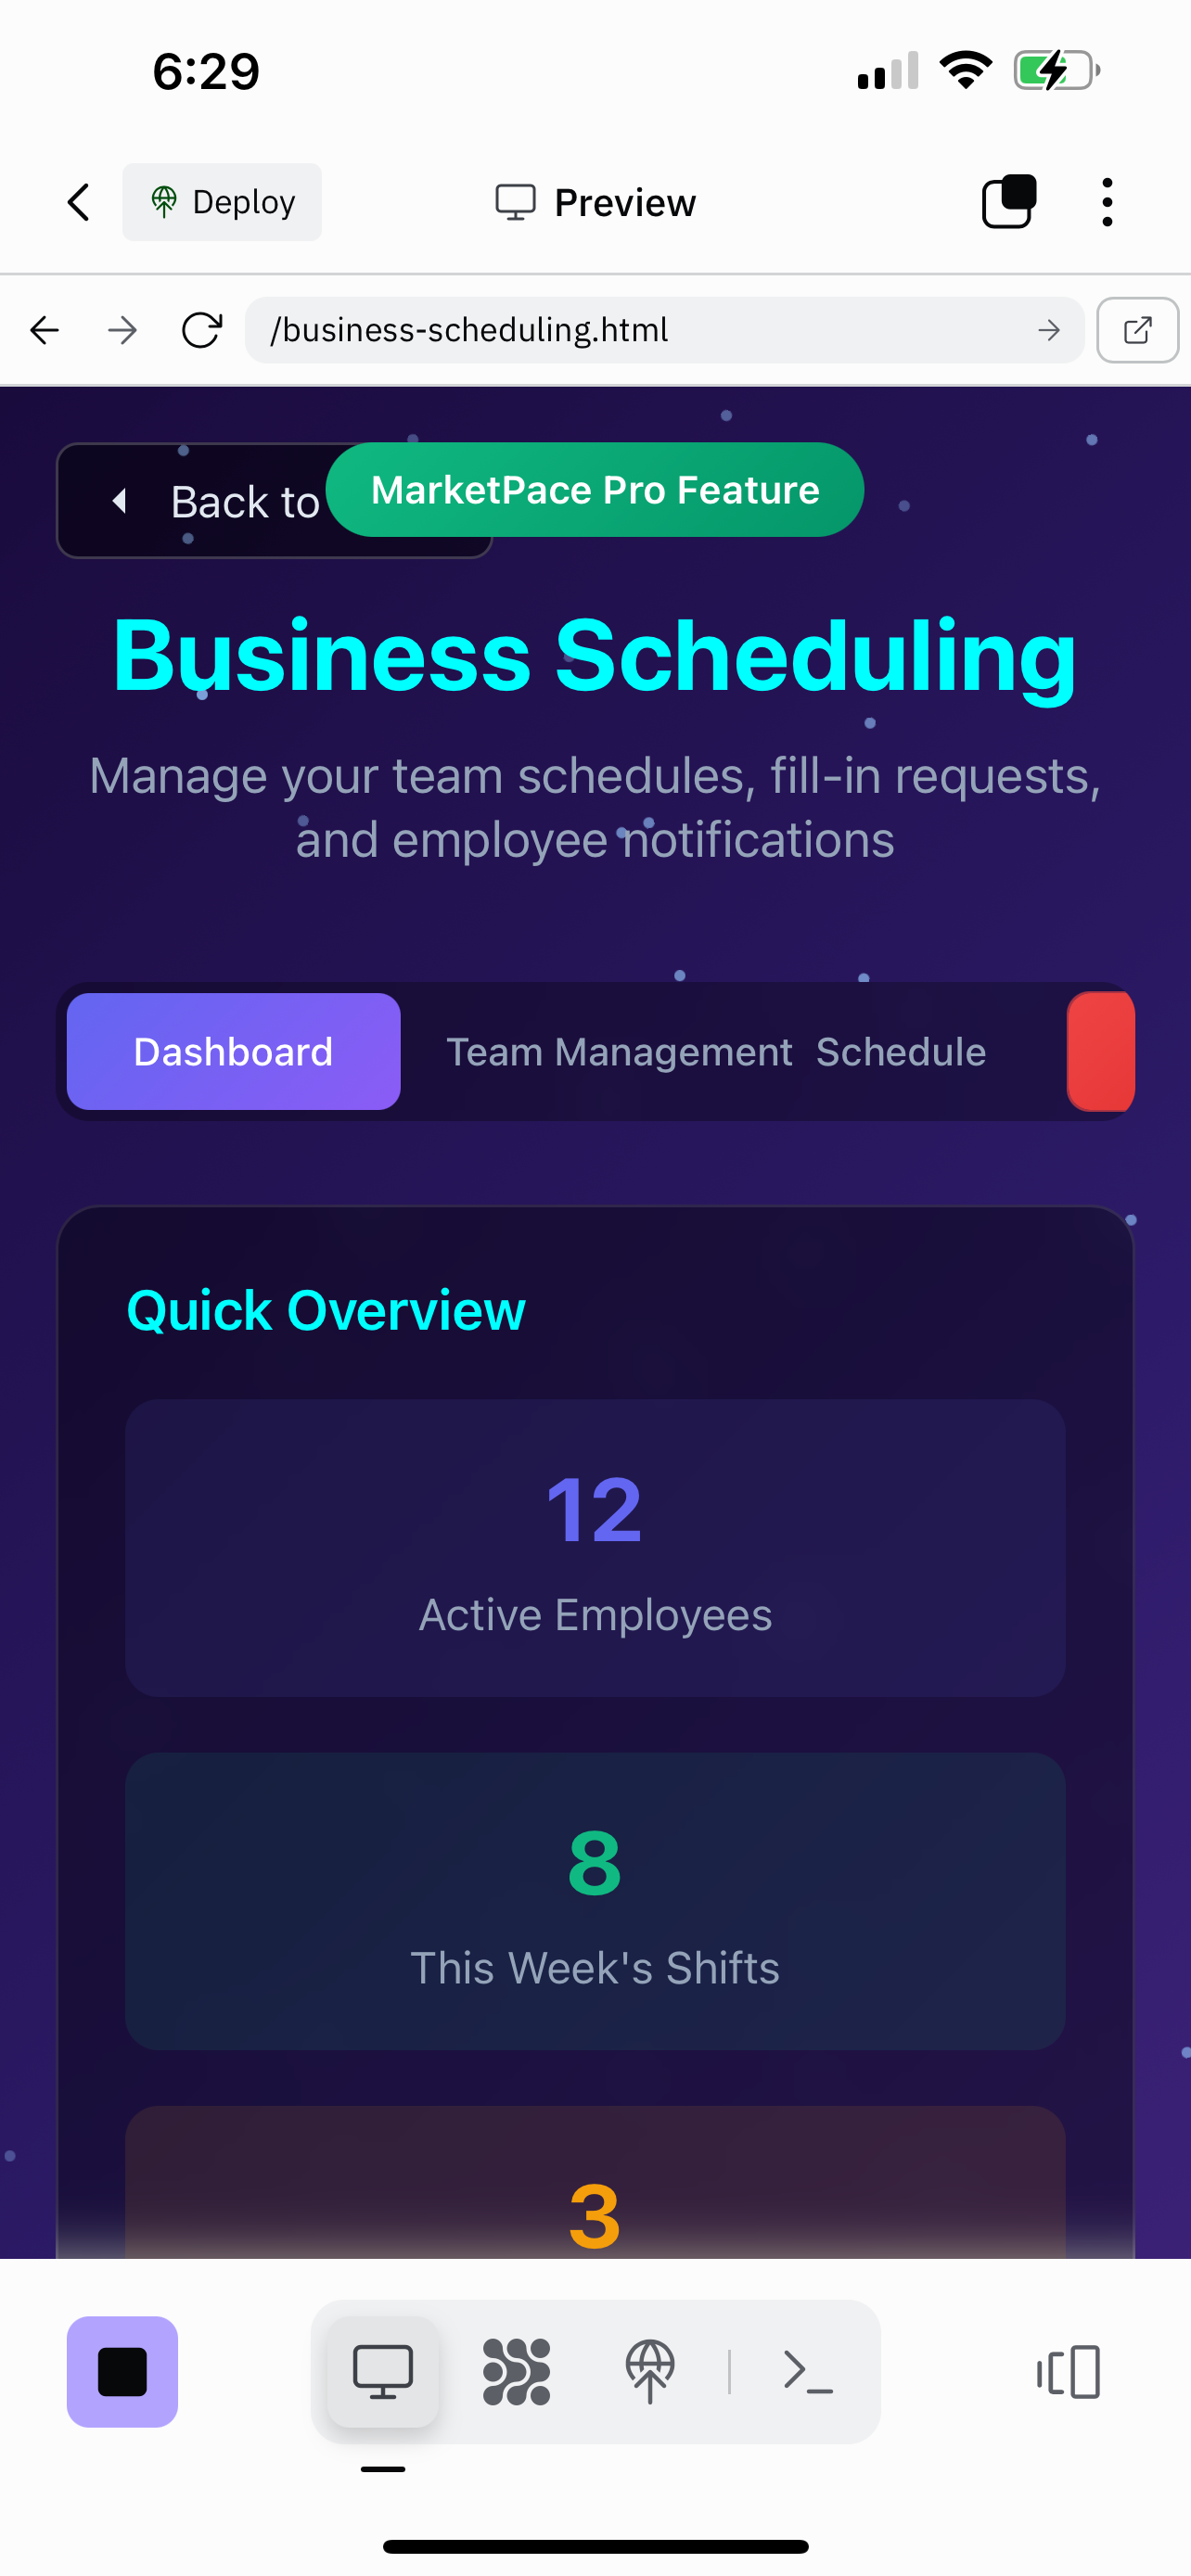 6:29
Deploy
Preview
/business-scheduling.html
Back to
MarketPace Pro Feature
Business Scheduling
Manage your team schedules, fill-in requests,
and employee notifications
Dashboard Team Management Schedule
Quick Overview
12
Active Employees
8
This Week's Shifts
3